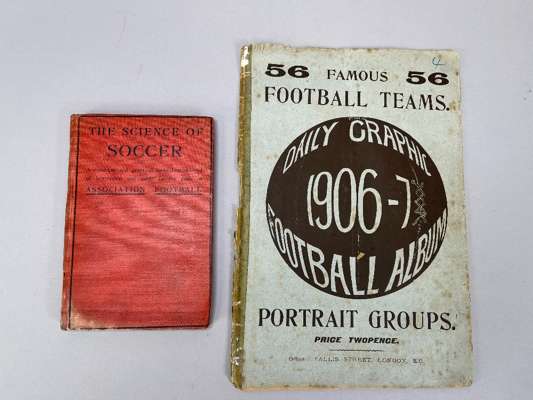 THE SCIENCE OF
SOCCER
ASSOCIATION FOOTBALL
4
56 FAMOUS 56
FOOTBALL TEAMS.
DAILY GRAPHIC
1906-7
FOOTBALL ALBUM
PORTRAIT GROUPS.
PRICE TWOPENCE.
TALLIS STREET, LONDON, E.C.